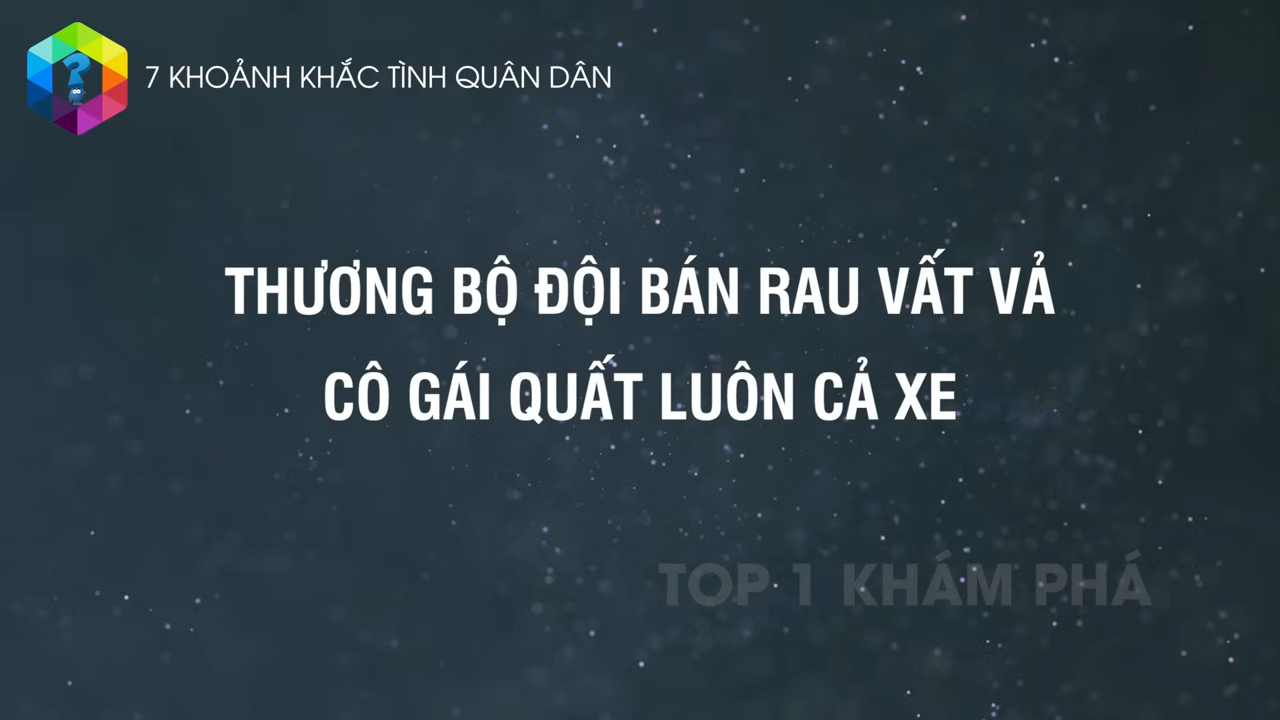 7 KHOẢNH KHẮC TÌNH QUÂN DÂN
THƯƠNG BỘ ĐỘI BÁN RAU VẤT VẢ
CÔ GÁI QUẤT LUÔN CẢ XE
TOP 1 KHÁM PHÁ